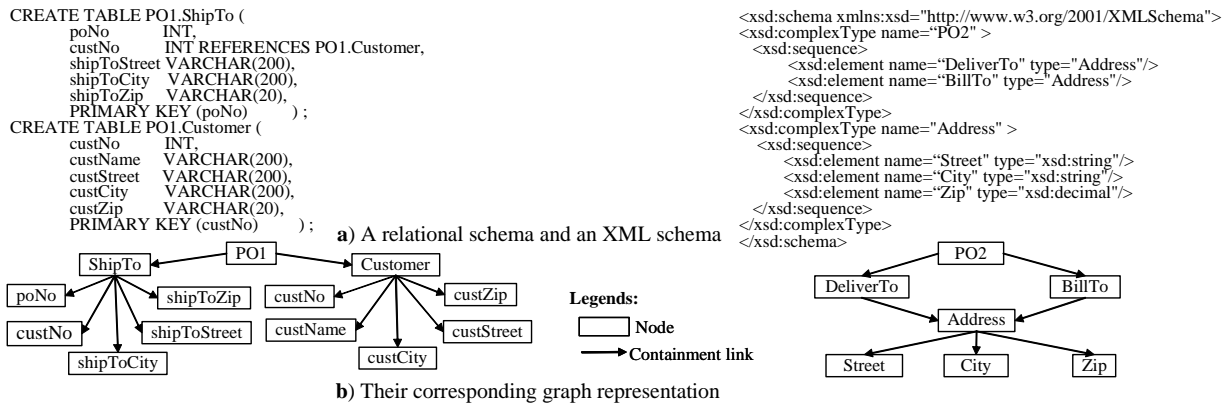 CREATE TABLE PO1.ShipTo (
poNo INT,
custNo INT REFERENCES PO1.Customer,
shipToStreet VARCHAR(200),
shipToCity VARCHAR(200),
shipToZip VARCHAR(20),
PRIMARY KEY (poNo) ) ;
CREATE TABLE PO1.Customer (
custNo INT,
custName VARCHAR(200),
custStreet VARCHAR(200),
custCity VARCHAR(200),
custZip VARCHAR(20),
PRIMARY KEY (custNo) ) ;
<xsd:schema xmlns:xsd="http://www.w3.org/2001/XMLSchema">
<xsd:complexType name=“PO2" >
<xsd:sequence>
<xsd:element name=“DeliverTo" type="Address"/>
<xsd:element name=“BillTo" type="Address"/>
</xsd:sequence>
</xsd:complexType>
<xsd:complexType name="Address" >
<xsd:sequence>
<xsd:element name=“Street" type="xsd:string"/>
<xsd:element name=“City" type="xsd:string"/>
<xsd:element name=“Zip" type="xsd:decimal"/>
</xsd:sequence>
</xsd:complexType>
</xsd:schema>
a) A relational schema and an XML schema
PO1
ShipTo
Customer
poNo
shipToZip
custNo
shipToStreet
shipToCity
custNo
custZip
custName
custStreet
custCity
Legends:
Node
Containment link
PO2
DeliverTo
BillTo
Address
Street
City
Zip
b) Their corresponding graph representation